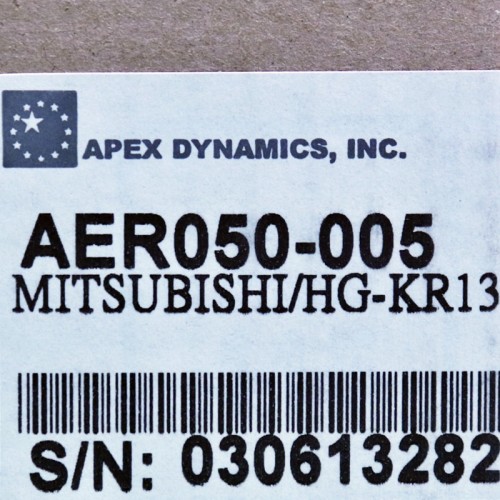 APEX DYNAMICS, INC.
AER050-005
MITSUBISHI/HG-KR13
S/N: 030613282